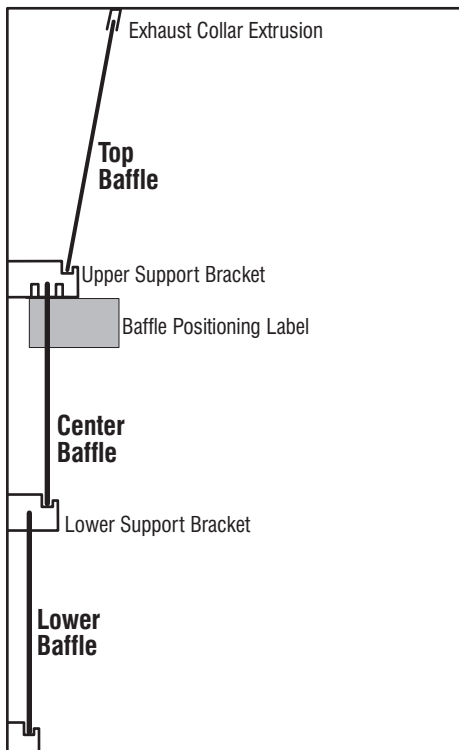 Exhaust Collar Extrusion
Top
Baffle
Upper Support Bracket
Baffle Positioning Label
Center
Baffle
Lower Support Bracket
Lower
Baffle